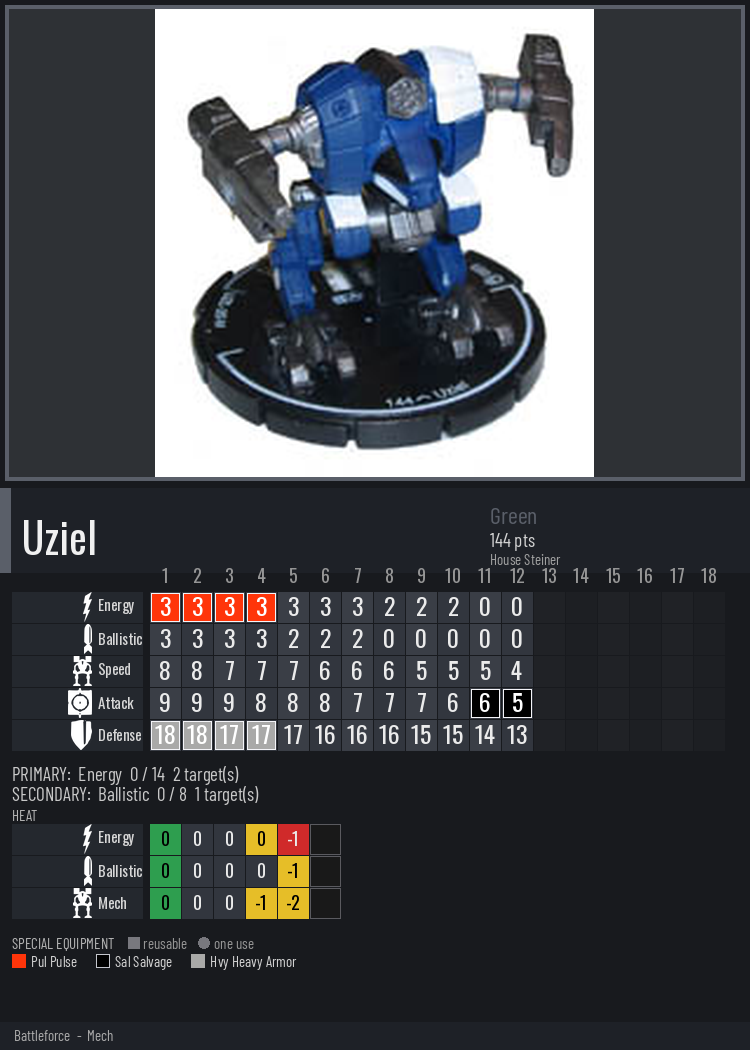 144 Uziel
Uziel
Green
144 pts
House Steiner
1 2 3 4 5 6 7 8 9 10 11 12 13 14 15 16 17 18
Energy 3 3 3 3 3 3 3 2 2 2 0 0
Ballistic 3 3 3 3 2 2 2 0 0 0 0 0
Speed 8 8 7 7 7 6 6 6 5 5 5 4
Attack 9 9 9 8 8 8 7 7 7 6 6 5
Defense 18 18 17 17 17 16 16 16 15 15 14 13
PRIMARY: Energy 0 / 14 2 target(s)
SECONDARY: Ballistic 0 / 8 1 target(s)
HEAT
Energy 0 0 0 0 -1
Ballistic 0 0 0 0 -1
Mech 0 0 0 -1 -2
SPECIAL EQUIPMENT reusable one use
Pul Pulse Sal Salvage Hvy Heavy Armor
Battleforce - Mech